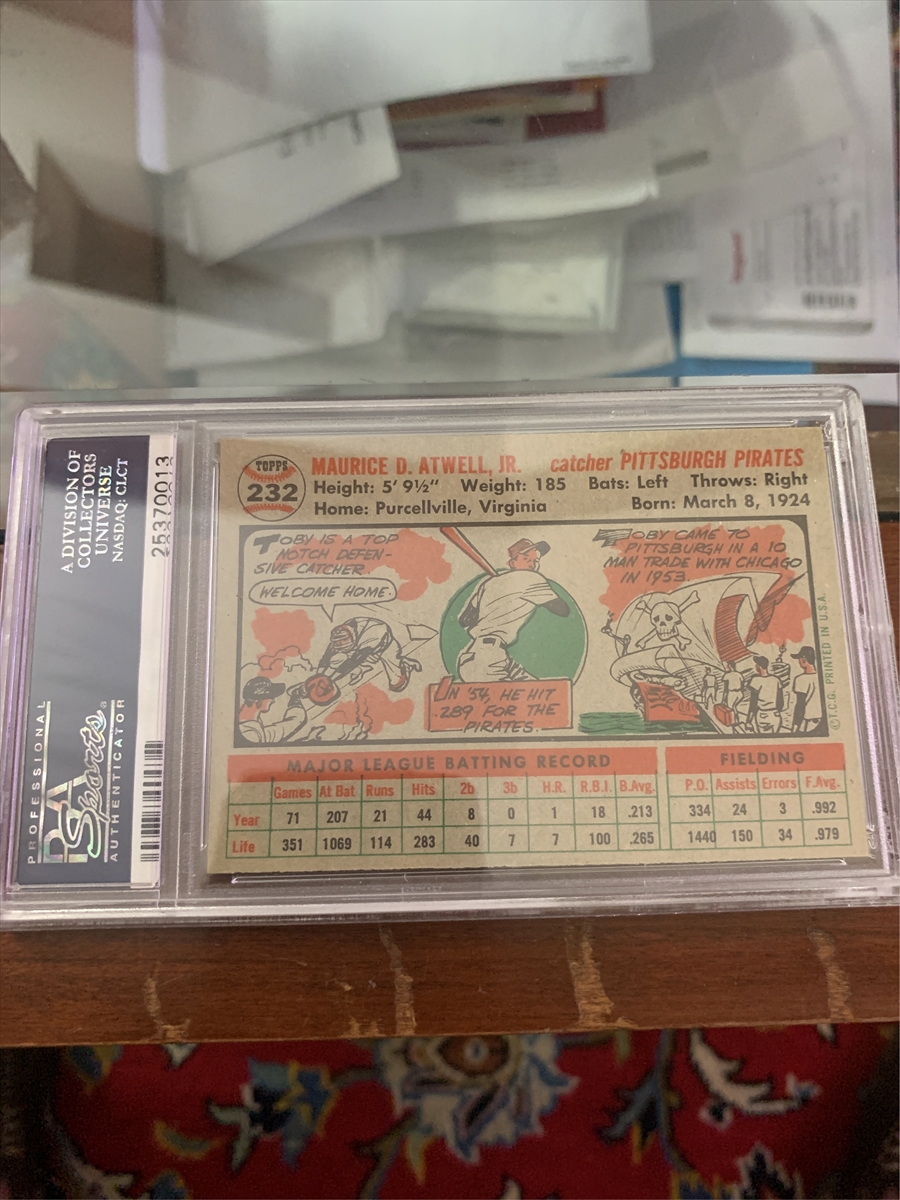 A DIVISION OF
COLLECTORS
UNIVERSE
NASDAQ: CLCT
25370013
PROFESSIONAL
PSA
Sports
AUTHENTICATOR
TOPPS
232
MAURICE D. ATWELL, JR. catcher PITTSBURGH PIRATES
Height: 5' 9½" Weight: 185 Bats: Left Throws: Right
Home: Purcellville, Virginia Born: March 8, 1924
TOBY IS A TOP
NOTCH DEFEN-
SIVE CATCHER.
WELCOME HOME.
IN '54, HE HIT
.289 FOR THE
PIRATES.
TOBY CAME TO
PITTSBURGH IN A 10
MAN TRADE WITH CHICAGO
IN 1953.
©T.C.G. PRINTED IN U.S.A.
MAJOR LEAGUE BATTING RECORD FIELDING
Games At Bat Runs Hits 2b 3b H.R. R.B.I. B.Avg. P.O. Assists Errors F.Avg.
Year 71 207 21 44 8 0 1 18 .213 334 24 3 .992
Life 351 1069 114 283 40 7 7 100 .265 1440 150 34 .979